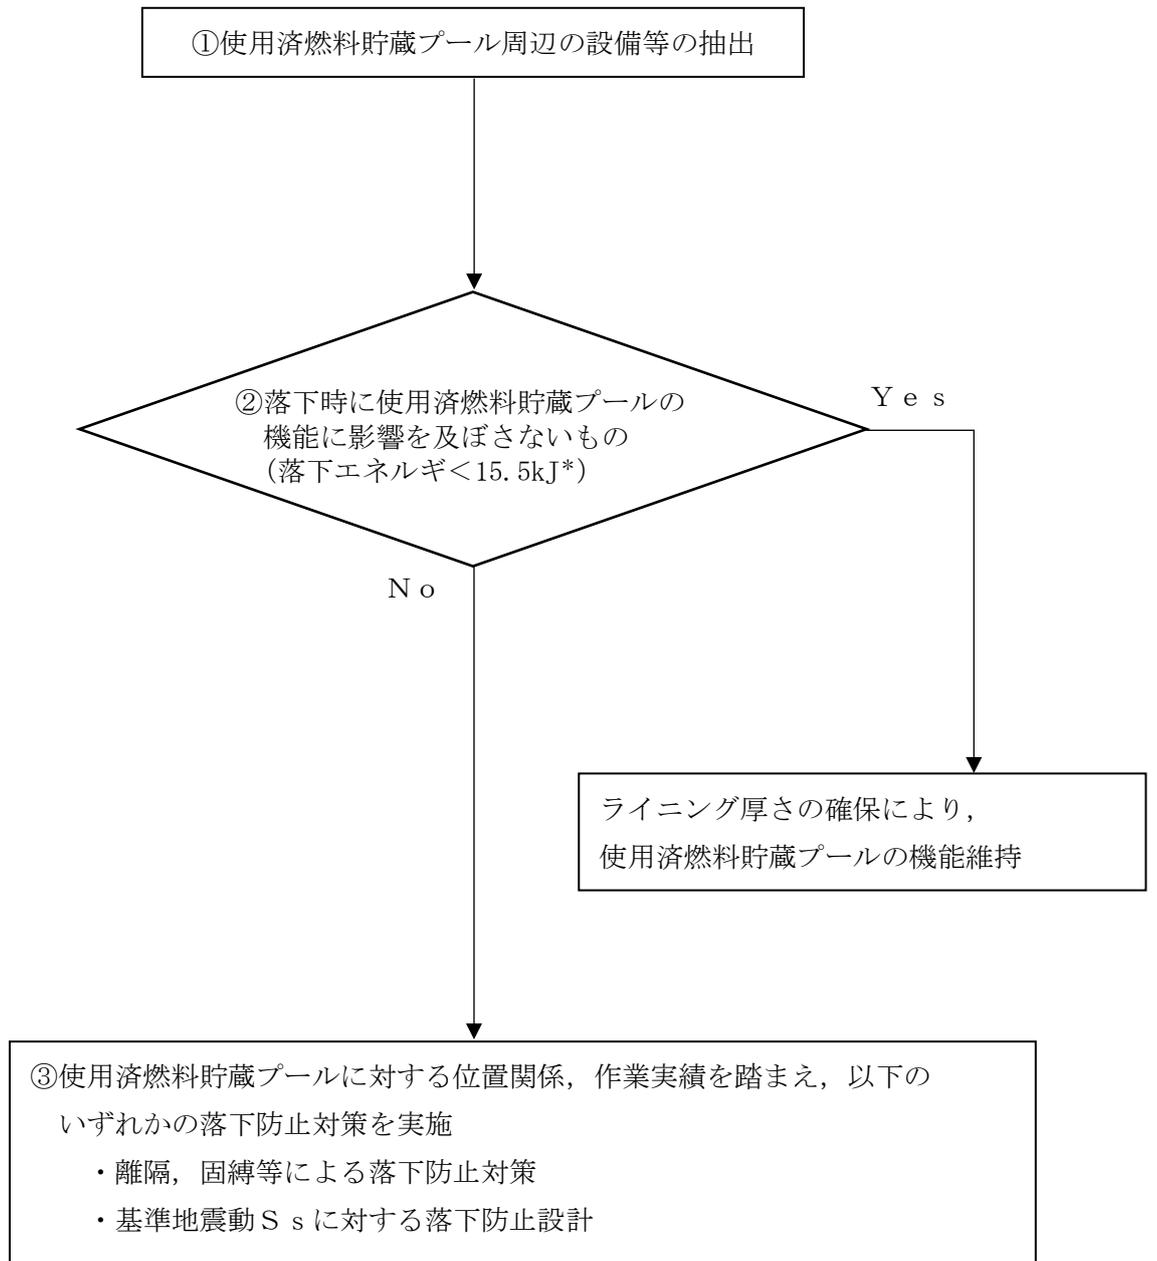 ①使用済燃料貯蔵プール周辺の設備等の抽出
②落下時に使用済燃料貯蔵プールの
機能に影響を及ぼさないもの
（落下エネルギ＜15.5kJ*）
Ｙｅｓ
Ｎｏ
ライニング厚さの確保により，
使用済燃料貯蔵プールの機能維持
③使用済燃料貯蔵プールに対する位置関係，作業実績を踏まえ，以下の
いずれかの落下防止対策を実施
・離隔，固縛等による落下防止対策
・基準地震動Ｓｓに対する落下防止設計